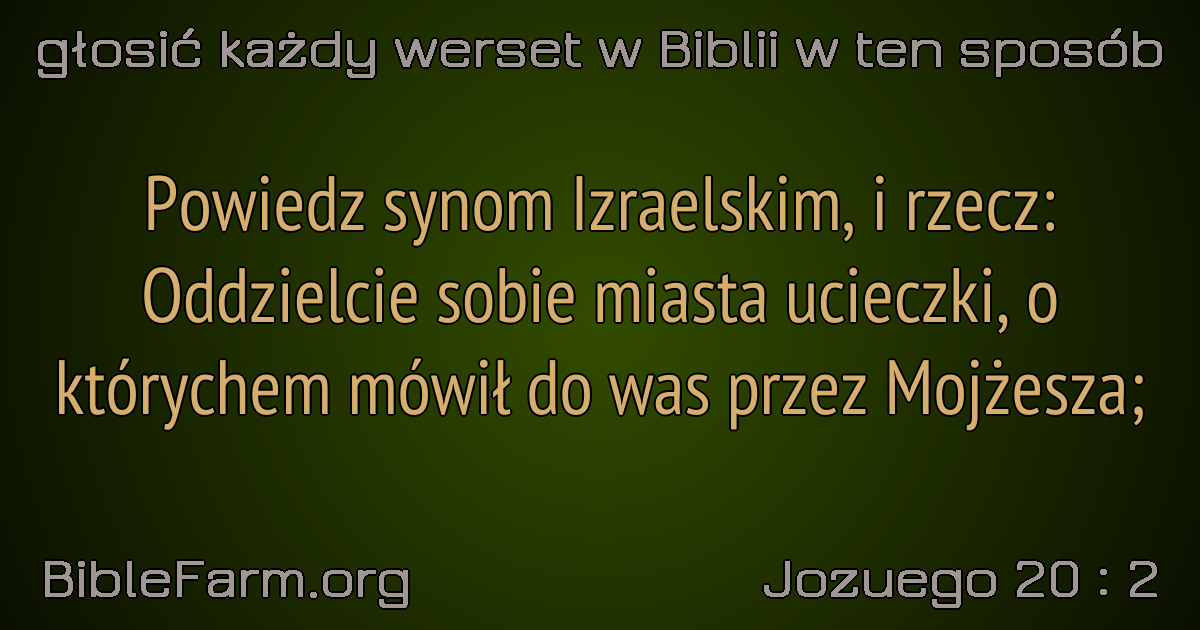 głosić każdy werset w Biblii w ten sposób
Powiedz synom Izraelskim, i rzecz:
Oddzielcie sobie miasta ucieczki, o
którychem mówił do was przez Mojżesza;
BibleFarm.org
Jozuego 20 : 2